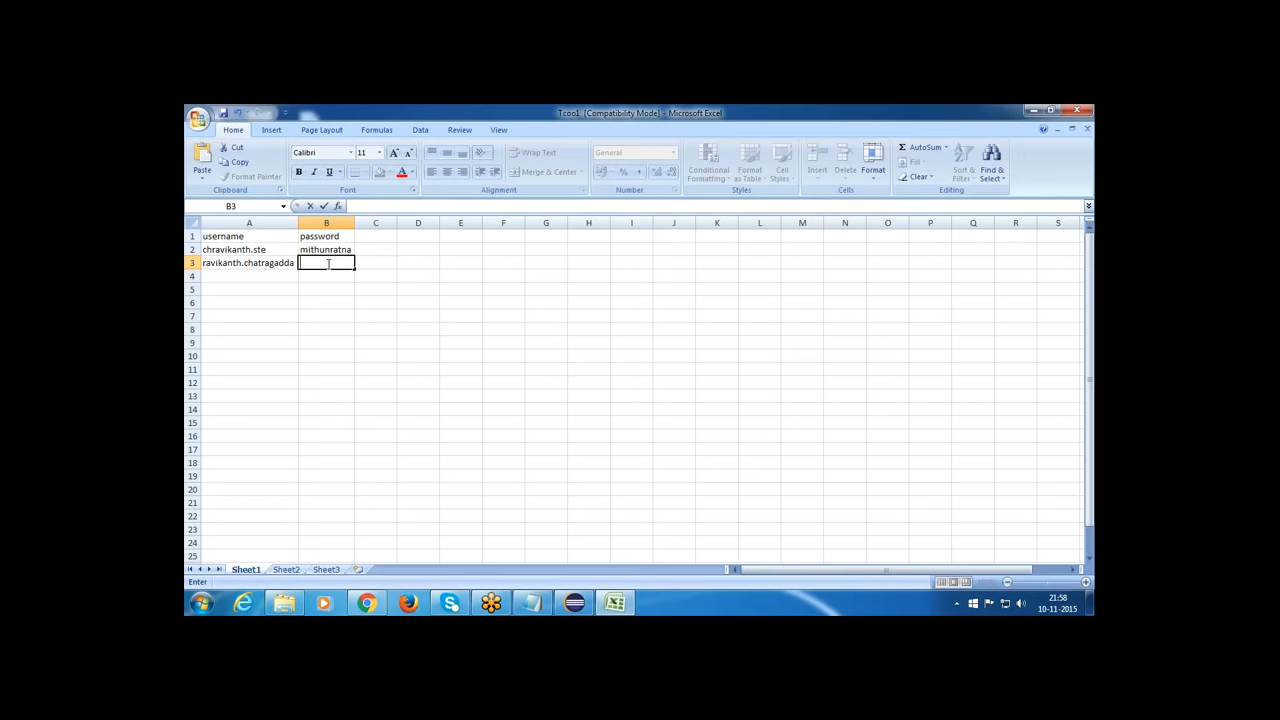 Tcoo1 [Compatibility Mode] - Microsoft Excel
Home Insert Page Layout Formulas Data Review View
Paste
Cut
Copy
Format Painter
Clipboard
Calibri 11
B I U
Font
Wrap Text
Merge & Center
Alignment
General
Number
Conditional Formatting
Format as Table
Cell Styles
Styles
Insert Delete Format
Cells
Σ AutoSum
Fill
Clear
Sort & Filter
Find & Select
Editing
B3 fx
A B C D E F G H I J K L M N O P Q R S
1 username password
2 chravikanth.ste mithunratna
3 ravikanth.chatragadda
4
5
6
7
8
9
10
11
12
13
14
15
16
17
18
19
20
21
22
23
24
25
Sheet1 Sheet2 Sheet3
Enter
21:58
10-11-2015